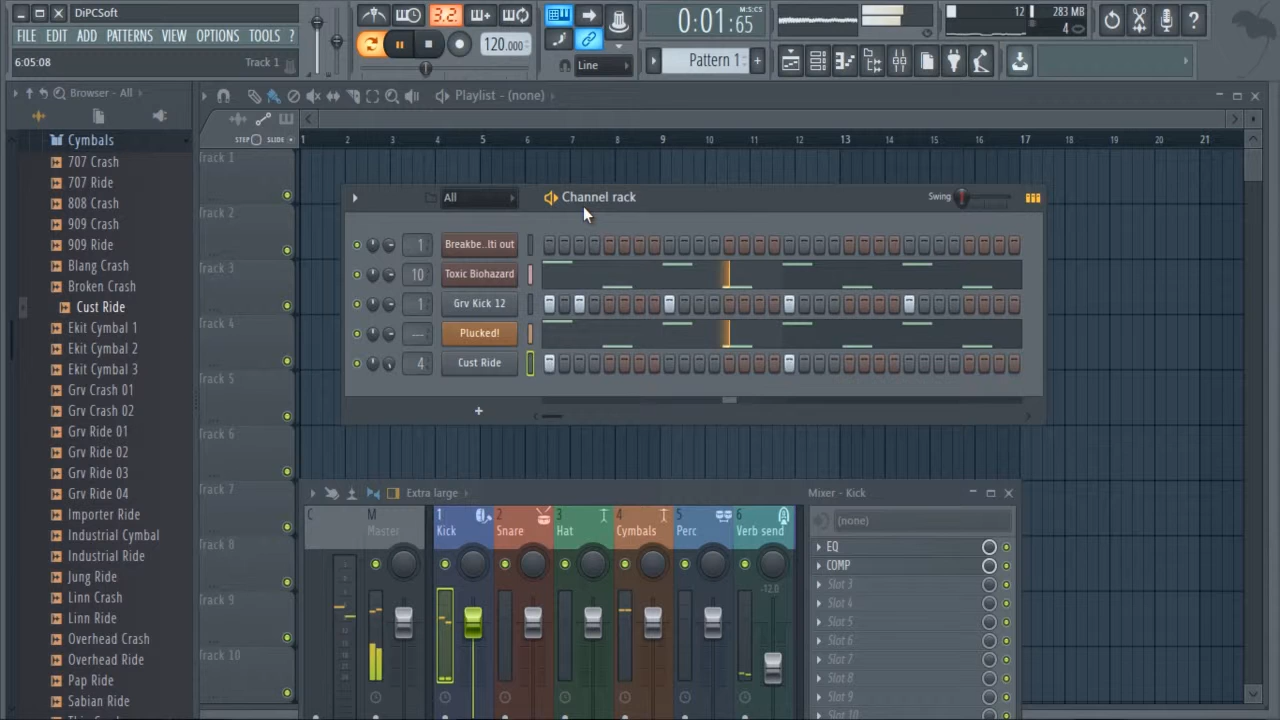 DiPCSoft
FILE EDIT ADD PATTERNS VIEW OPTIONS TOOLS ?
6:05:08 Track 1
3.2.
120.000
Line
0:01:65
M:S:CS
Pattern 1
12 283 MB
4
Browser - All
Playlist - (none)
STEP SLIDE
1 2 3 4 5 6 7 8 9 10 11 12 13 14 15 16 17 18 19 20 21
Cymbals
707 Crash
707 Ride
808 Crash
909 Crash
909 Ride
Blang Crash
Broken Crash
Cust Ride
Ekit Cymbal 1
Ekit Cymbal 2
Ekit Cymbal 3
Grv Crash 01
Grv Crash 02
Grv Ride 01
Grv Ride 02
Grv Ride 03
Grv Ride 04
Importer Ride
Industrial Cymbal
Industrial Ride
Jung Ride
Linn Crash
Linn Ride
Overhead Crash
Overhead Ride
Pap Ride
Sabian Ride
Track 1
Track 2
Track 3
Track 4
Track 5
Track 6
Track 7
Track 8
Track 9
Track 10
All
Channel rack
Swing
1 Breakbe..lti out
10 Toxic Biohazard
1 Grv Kick 12
--- Plucked!
4 Cust Ride
+
Extra large
C M 1 2 3 4 5 6
Master Kick Snare Hat Cymbals Perc Verb send
-12.0
Mixer - Kick
(none)
EQ
COMP
Slot 3
Slot 4
Slot 5
Slot 6
Slot 7
Slot 8
Slot 9
Slot 10